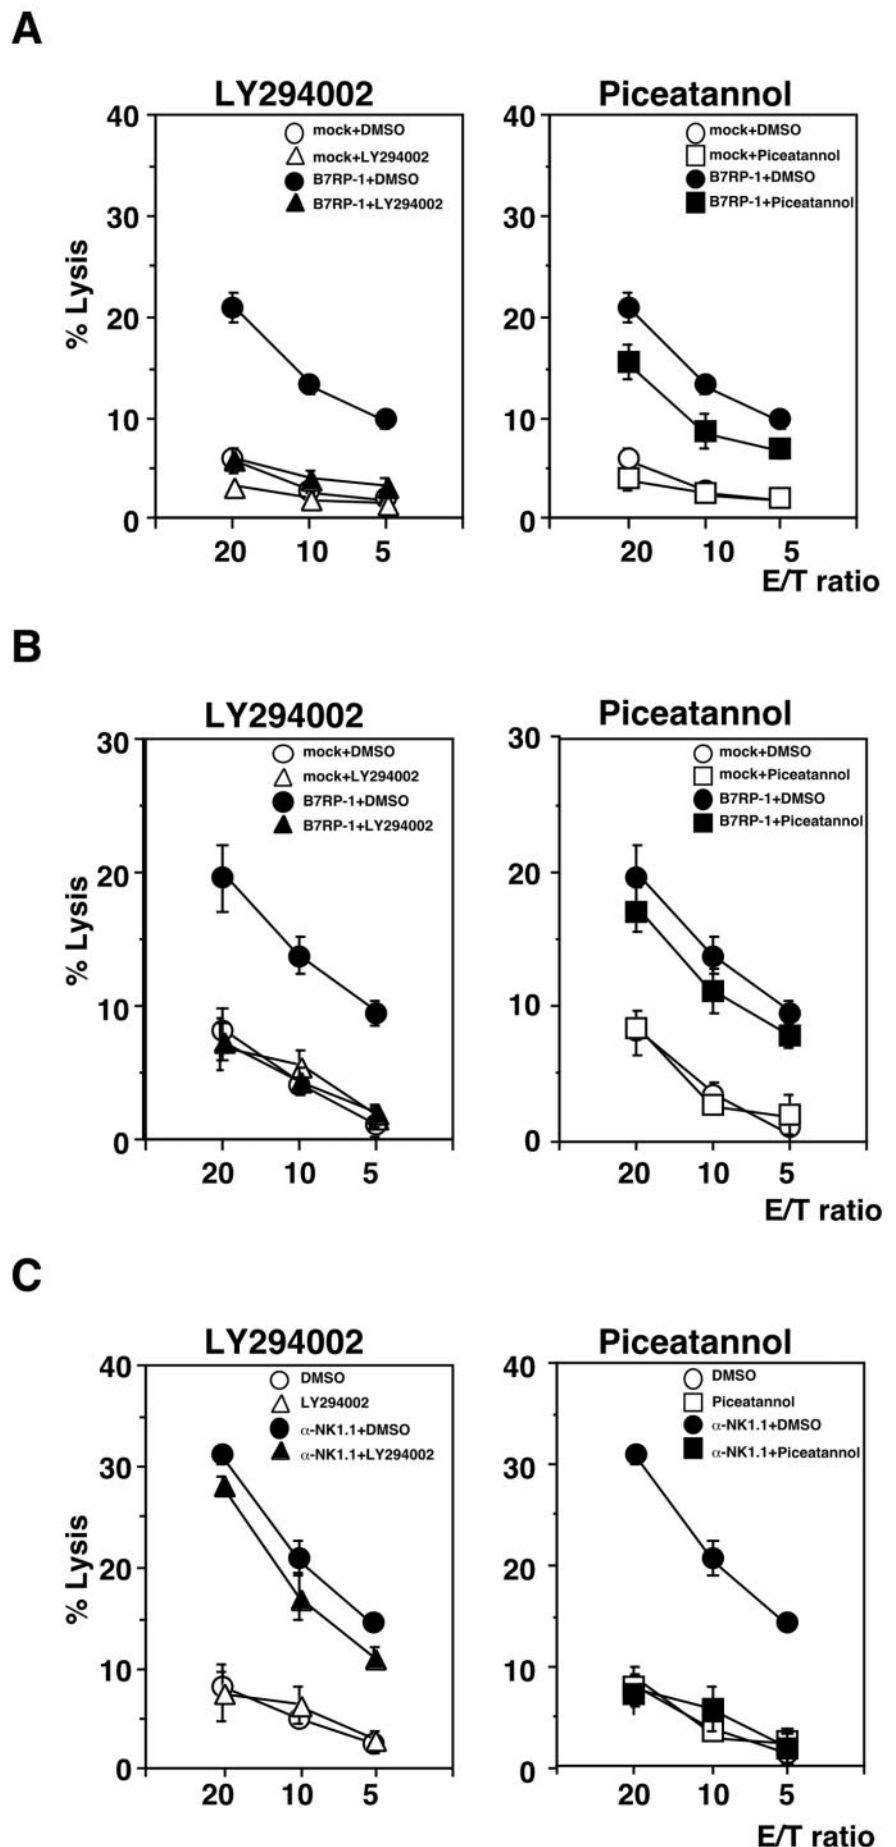 A
LY294002
Piceatannol
40
30
20
10
0
% Lysis
mock+DMSO
mock+LY294002
B7RP-1+DMSO
B7RP-1+LY294002
20 10 5
40
30
20
10
0
mock+DMSO
mock+Piceatannol
B7RP-1+DMSO
B7RP-1+Piceatannol
20 10 5
E/T ratio
B
LY294002
Piceatannol
30
20
10
0
% Lysis
mock+DMSO
mock+LY294002
B7RP-1+DMSO
B7RP-1+LY294002
20 10 5
30
20
10
0
mock+DMSO
mock+Piceatannol
B7RP-1+DMSO
B7RP-1+Piceatannol
20 10 5
E/T ratio
C
LY294002
Piceatannol
40
30
20
10
0
% Lysis
DMSO
LY294002
α-NK1.1+DMSO
α-NK1.1+LY294002
20 10 5
40
30
20
10
0
DMSO
Piceatannol
α-NK1.1+DMSO
α-NK1.1+Piceatannol
20 10 5
E/T ratio